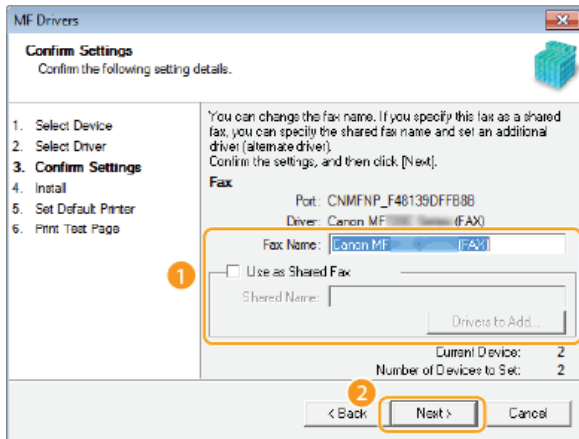 MF Drivers
Confirm Settings
Confirm the following setting details.
1. Select Device
2. Select Driver
3. Confirm Settings
4. Install
5. Set Default Printer
6. Print Test Page
You can change the fax name. If you specify this fax as a shared
fax, you can specify the shared fax name and set an additional
driver (alternate driver).
Confirm the settings, and then click [Next].
Fax
Port: CNMFNP_F48139DFFB8B
Driver: Canon MF (FAX)
Fax Name: Canon MF (FAX)
1
Use as Shared Fax
Shared Name:
Drivers to Add...
Current Device: 2
Number of Devices to Set: 2
2
< Back
Next >
Cancel